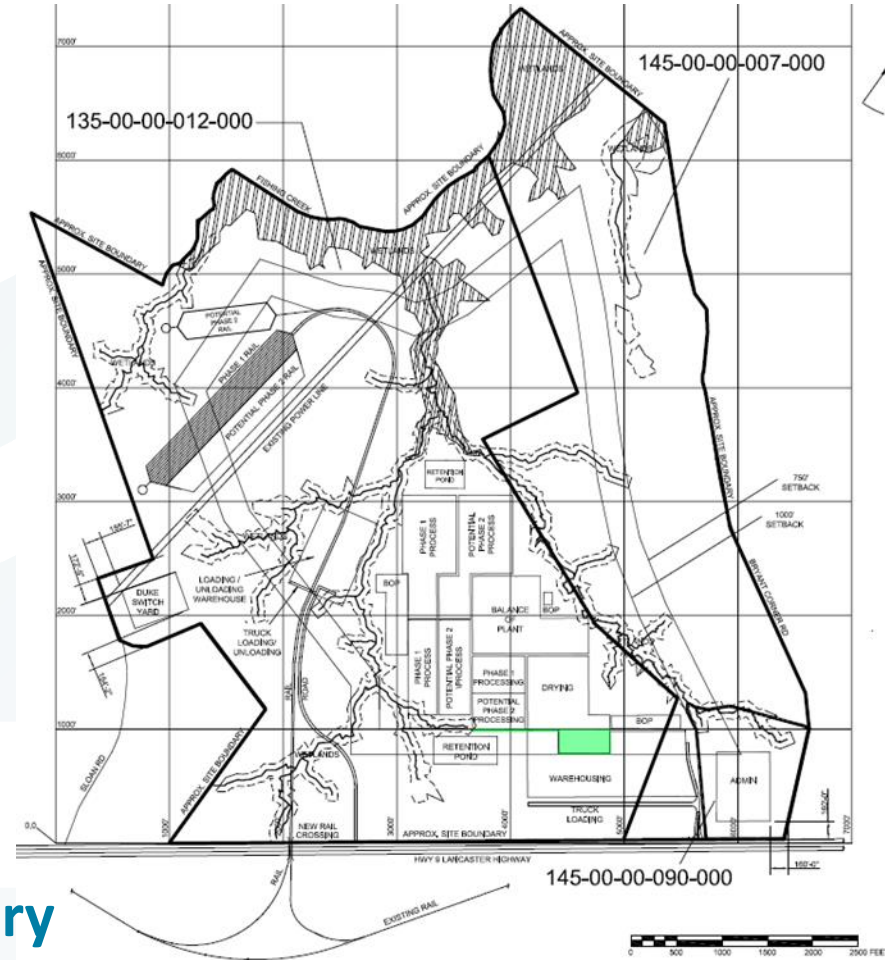 7000'
145-00-00-007-000
135-00-00-012-000
APPROX. SITE BOUNDARY
WETLANDS
6000'
WETLANDS
FISHING CREEK
APPROX. SITE BOUNDARY
APPROX. SITE BOUNDARY
WETLANDS
5000'
APPROX. SITE BOUNDARY
POTENTIAL
PHASE 2
RAIL
PHASE 1 RAIL
POTENTIAL PHASE 2 RAIL
EXISTING POWER LINE
WETLANDS
4000'
APPROX. SITE BOUNDARY
RETENTION
POND
3000'
750'
SETBACK
1000'
SETBACK
PHASE 1
PROCESS
POTENTIAL
PHASE 2
PROCESS
DUKE
SWITCH
YARD
LOADING /
UNLOADING
WAREHOUSE
BOP
BALANCE
OF
PLANT
BOP
2000'
BRYANT CORNER RD
TRUCK
LOADING/
UNLOADING
PHASE 1
PROCESS
POTENTIAL PHASE 2
PROCESS
PHASE 1
PROCESSING
DRYING
POTENTIAL
PHASE 2
PROCESSING
RAIL
ROAD
1000'
BOP
SLOAN RD
APPROX. SITE BOUNDARY
WETLANDS
RETENTION
POND
WAREHOUSING
ADMIN
TRUCK
LOADING
0,0
1000'
NEW RAIL
CROSSING
3000'
APPROX. SITE BOUNDARY
4000'
5000'
6000'
7000'
160'-0"
160'-0"
HWY 9 LANCASTER HIGHWAY
145-00-00-090-000
RAIL
EXISTING RAIL
ry
0 500 1000 1500 2000 2500 FEET